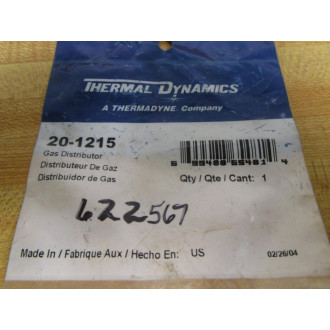 THERMAL DYNAMICS
A THERMADYNE Company
20-1215
Gas Distributor
Distributeur De Gaz
Distribuidor de Gas
Qty / Qte / Cant: 1
622567
Made In / Fabrique Aux / Hecho En: US
02/26/04